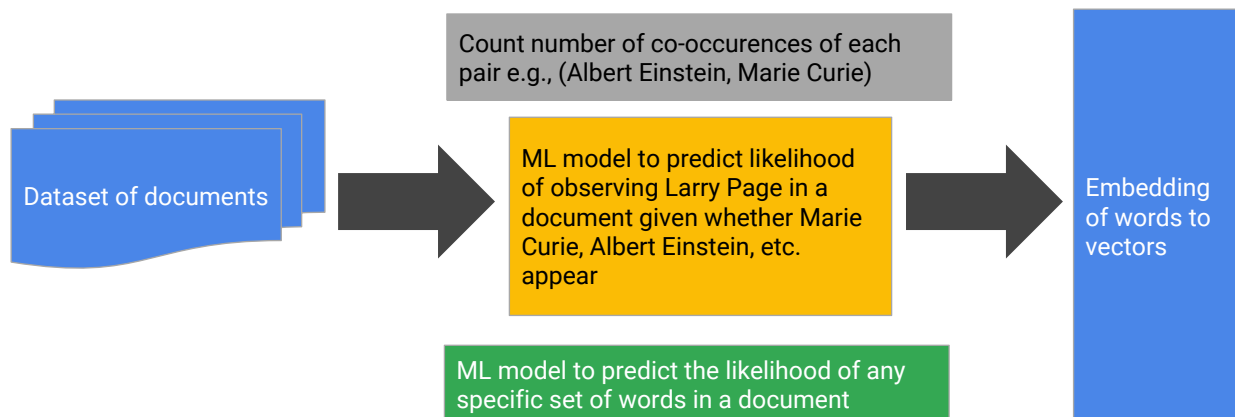 Count number of co-occurences of each
pair e.g., (Albert Einstein, Marie Curie)
Dataset of documents
ML model to predict likelihood
of observing Larry Page in a
document given whether Marie
Curie, Albert Einstein, etc.
appear
Embedding
of words to
vectors
ML model to predict the likelihood of any
specific set of words in a document